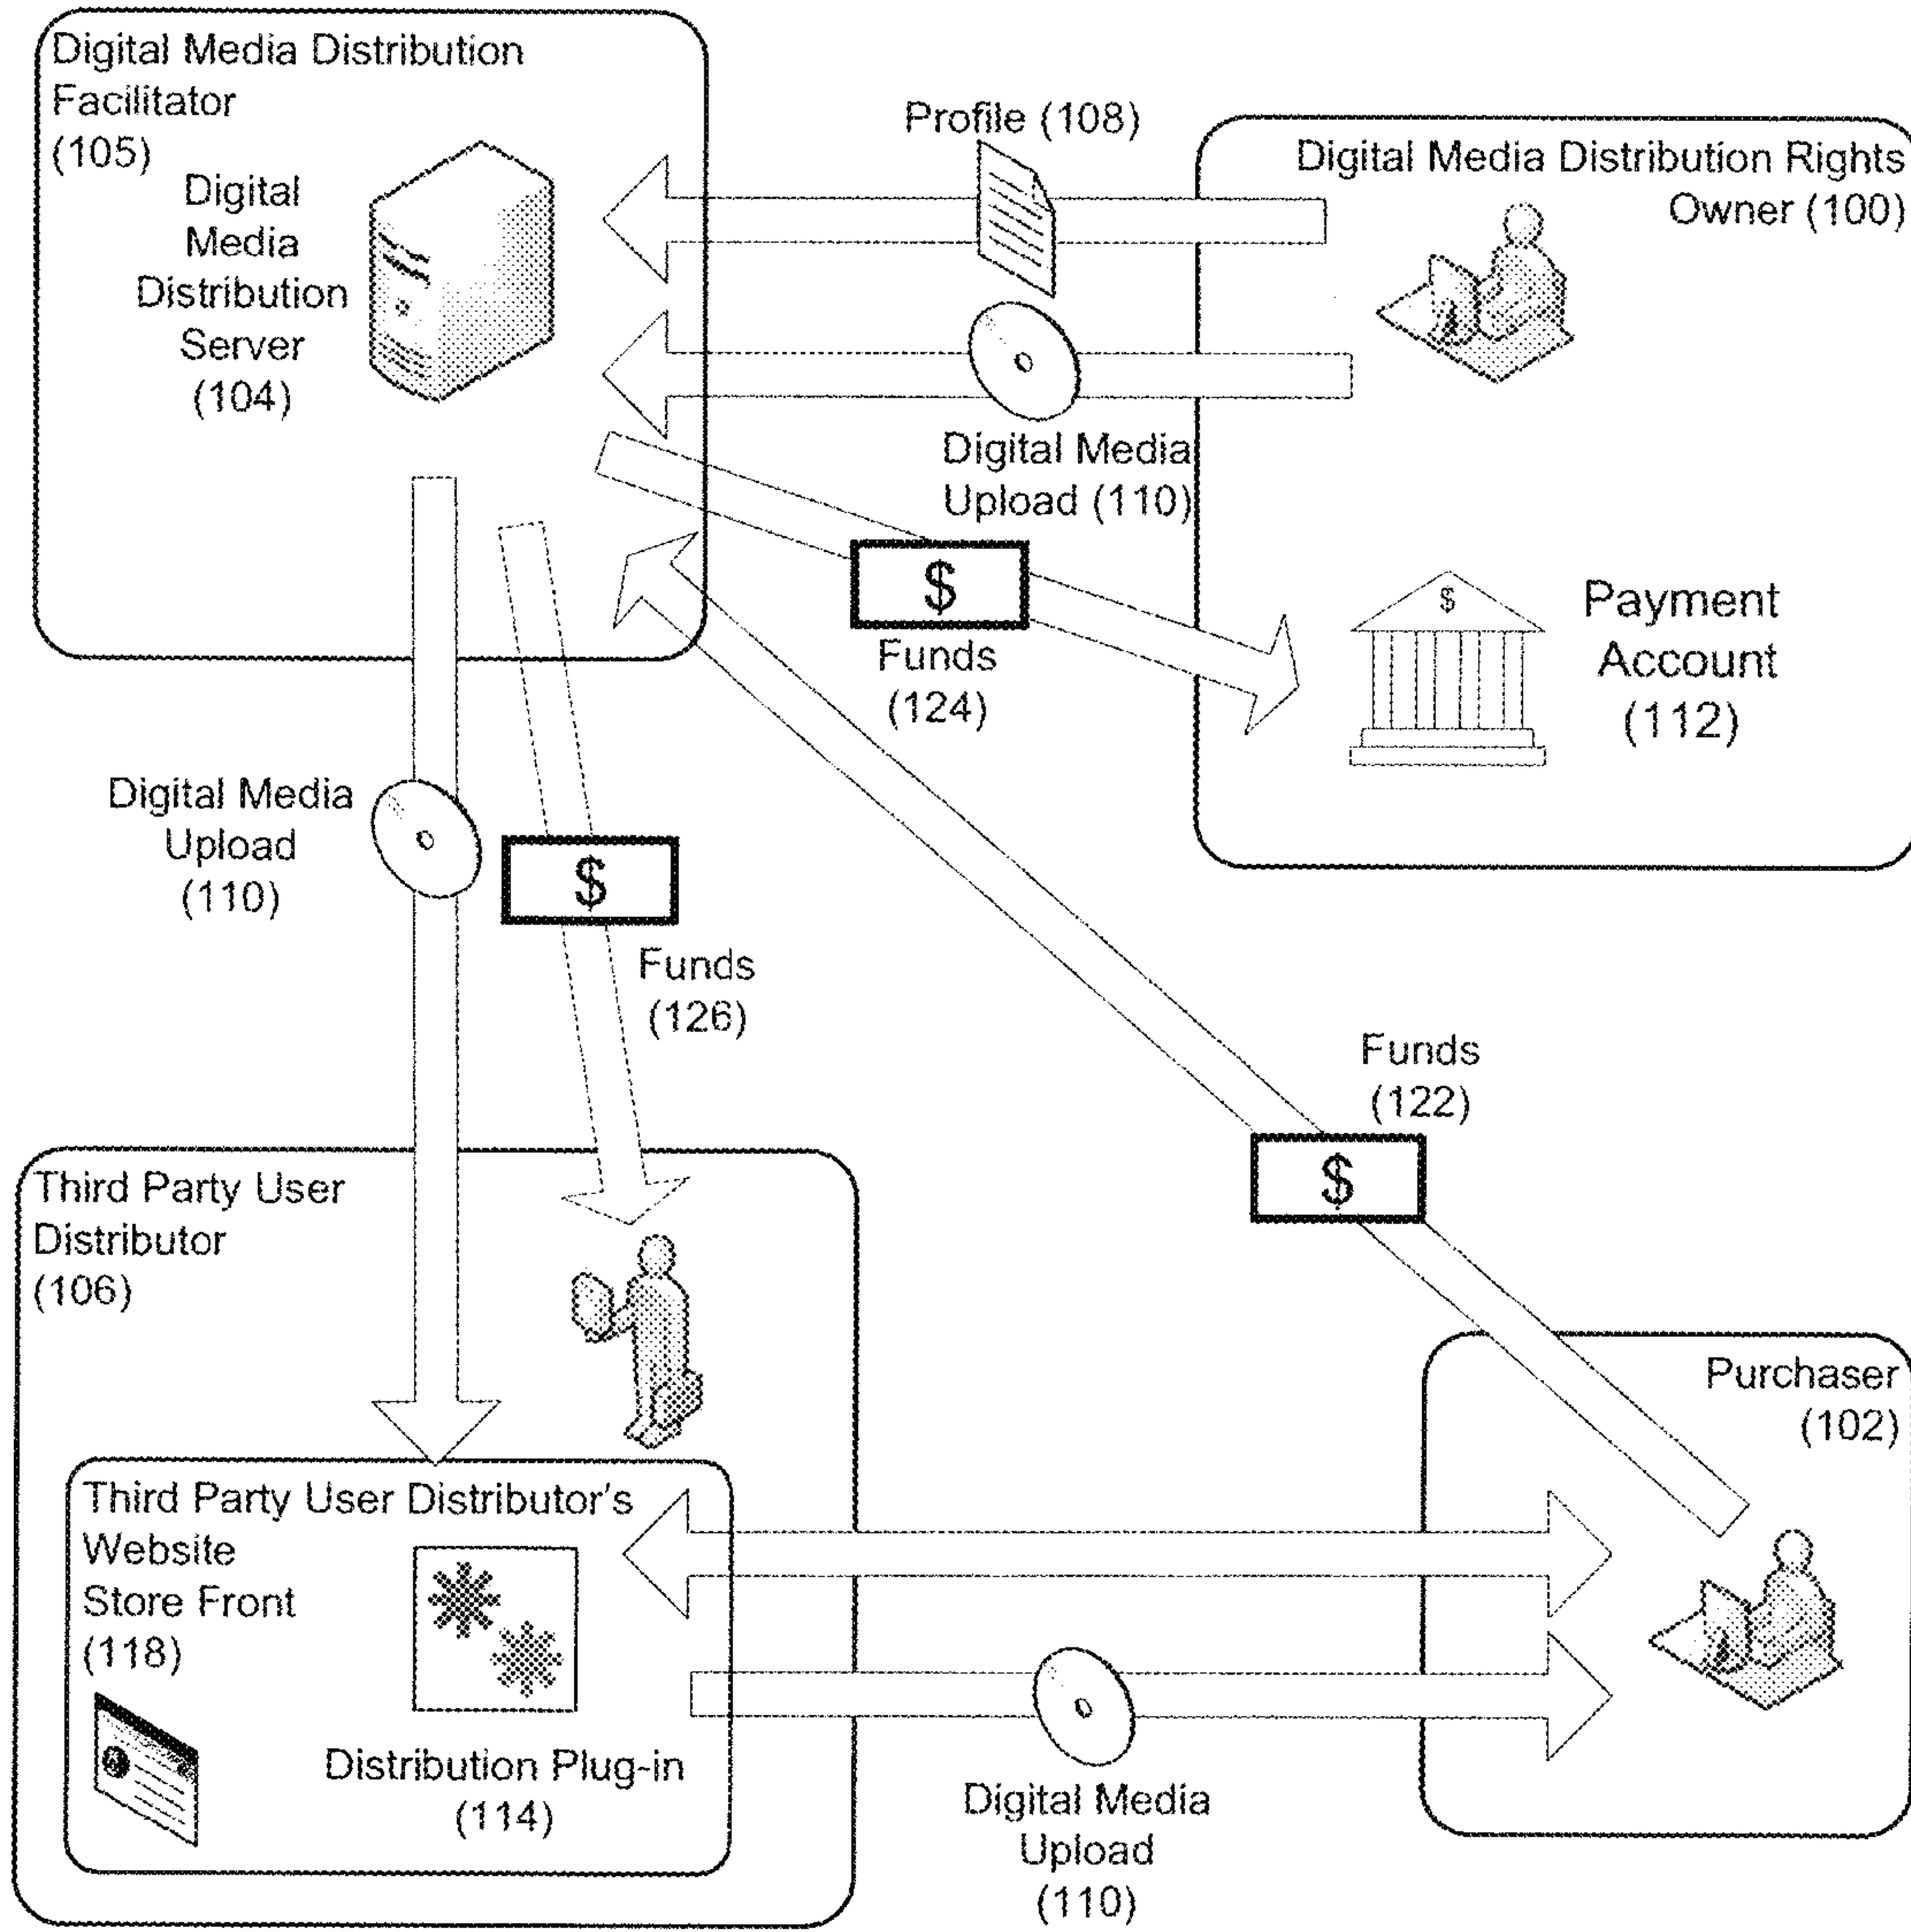 Digital Media Distribution
Facilitator
(105)
Digital
Media
Distribution
Server
(104)
Profile (108)
Digital Media Distribution Rights
Owner (100)
Digital Media
Upload (110)
$
Funds
(124)
$
Payment
Account
(112)
Digital Media
Upload
(110)
$
Funds
(126)
Funds
(122)
$
Third Party User
Distributor
(106)
Purchaser
(102)
Third Party User Distributor's
Website
Store Front
(118)
Distribution Plug-in
(114)
Digital Media
Upload
(110)